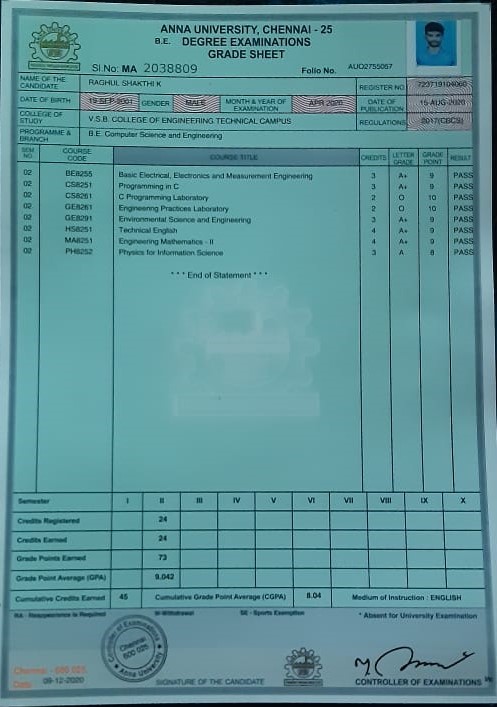 ANNA UNIVERSITY, CHENNAI - 25
B.E. DEGREE EXAMINATIONS
GRADE SHEET
Sl.No: MA 2038809
Folio No. AUO2755067
NAME OF THE CANDIDATE RAGHUL SHAKTHI K REGISTER NO. 723719104060
DATE OF BIRTH 19-SEP-2001 GENDER MALE MONTH & YEAR OF EXAMINATION APR 2020 DATE OF PUBLICATION 15-AUG-2020
COLLEGE OF STUDY V.S.B. COLLEGE OF ENGINEERING TECHNICAL CAMPUS REGULATIONS 2017(CBCS)
PROGRAMME & BRANCH B.E. Computer Science and Engineering
SEM NO. COURSE CODE COURSE TITLE CREDITS LETTER GRADE GRADE POINT RESULT
02 BE8255 Basic Electrical, Electronics and Measurement Engineering 3 A+ 9 PASS
02 CS8251 Programming in C 3 A+ 9 PASS
02 CS8261 C Programming Laboratory 2 O 10 PASS
02 GE8261 Engineering Practices Laboratory 2 O 10 PASS
02 GE8291 Environmental Science and Engineering 3 A+ 9 PASS
02 HS8251 Technical English 4 A+ 9 PASS
02 MA8251 Engineering Mathematics - II 4 A+ 9 PASS
02 PH8252 Physics for Information Science 3 A 8 PASS
* * * End of Statement * * *
Semester I II III IV V VI VII VIII IX X
Credits Registered 24
Credits Earned 24
Grade Points Earned 73
Grade Point Average (GPA) 9.042
Cumulative Credits Earned 45 Cumulative Grade Point Average (CGPA) 8.04 Medium of Instruction : ENGLISH
RA - Reappearance is Required W-Withdrawal SE - Sports Exemption * Absent for University Examination
Controller of Examinations
Chennai 600 025
Anna University
Chennai - 600 025.
Date 09-12-2020
SIGNATURE OF THE CANDIDATE
CONTROLLER OF EXAMINATIONS